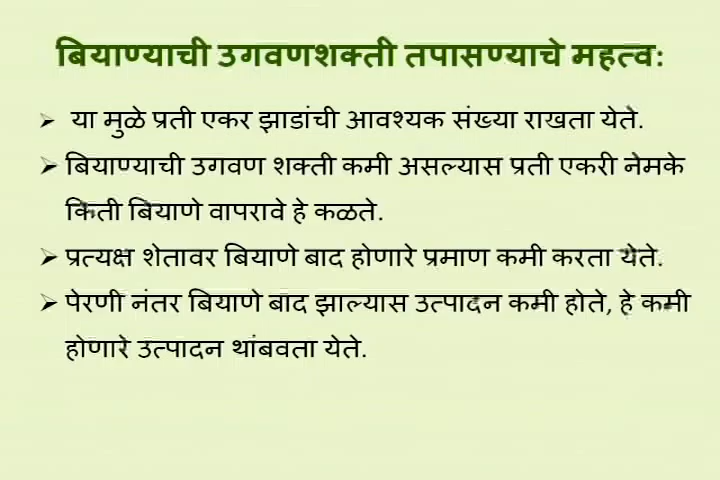 बियाण्याची उगवणशक्ती तपासण्याचे महत्व:
➢ या मुळे प्रती एकर झाडांची आवश्यक संख्या राखता येते.
➢ बियाण्याची उगवण शक्ती कमी असल्यास प्रती एकरी नेमके
किती बियाणे वापरावे हे कळते.
➢ प्रत्यक्ष शेतावर बियाणे बाद होणारे प्रमाण कमी करता येते.
➢ पेरणी नंतर बियाणे बाद झाल्यास उत्पादन कमी होते, हे कमी
होणारे उत्पादन थांबवता येते.